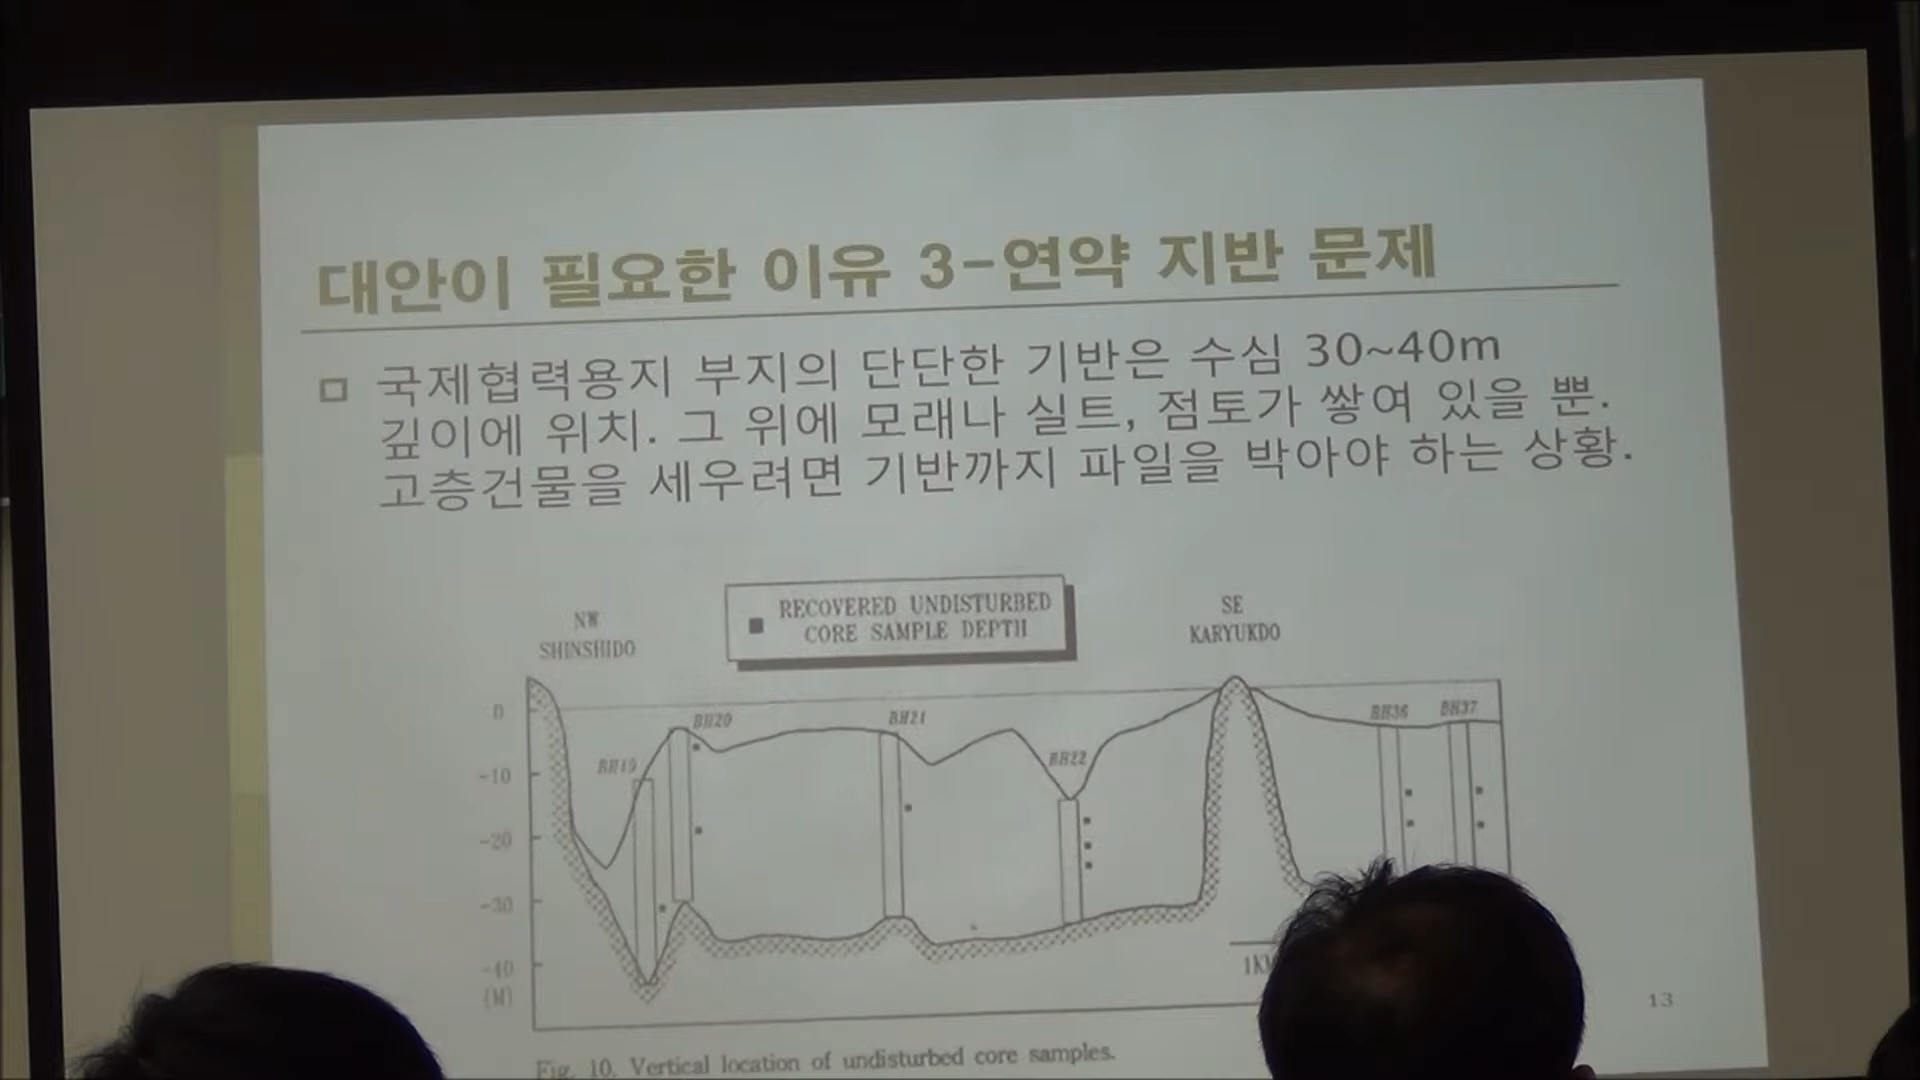 대안이 필요한 이유 3-연약 지반 문제
국제협력용지 부지의 단단한 기반은 수심 30~40m
깊이에 위치. 그 위에 모래나 실트, 점토가 쌓여 있을 뿐.
고층건물을 세우려면 기반까지 파일을 박아야 하는 상황.
RECOVERED UNDISTURBED
CORE SAMPLE DEPTH
NW
SHINSHIDO
SE
KARYUKDO
0
-10
-20
-30
-40
(M)
BH19
BH20
BH21
BH22
BH36
BH37
13
Fig. 10. Vertical location of undisturbed core samples.